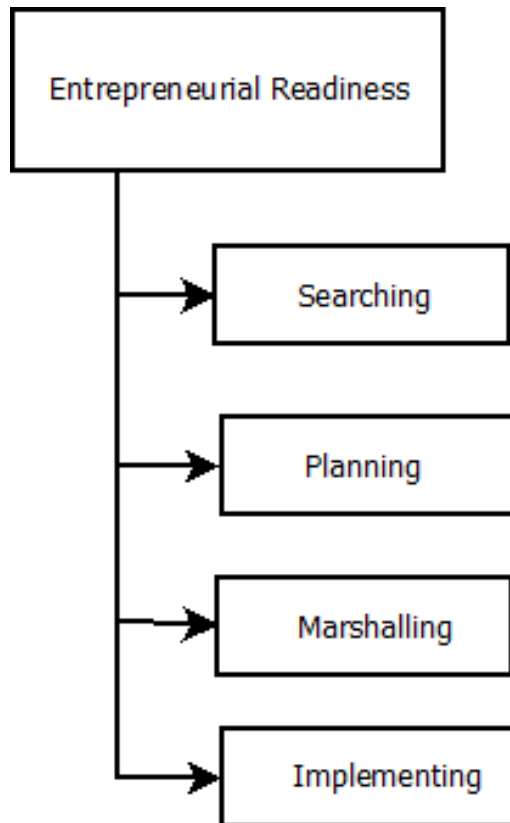 Entrepreneurial Readiness
Searching
Planning
Marshalling
Implementing